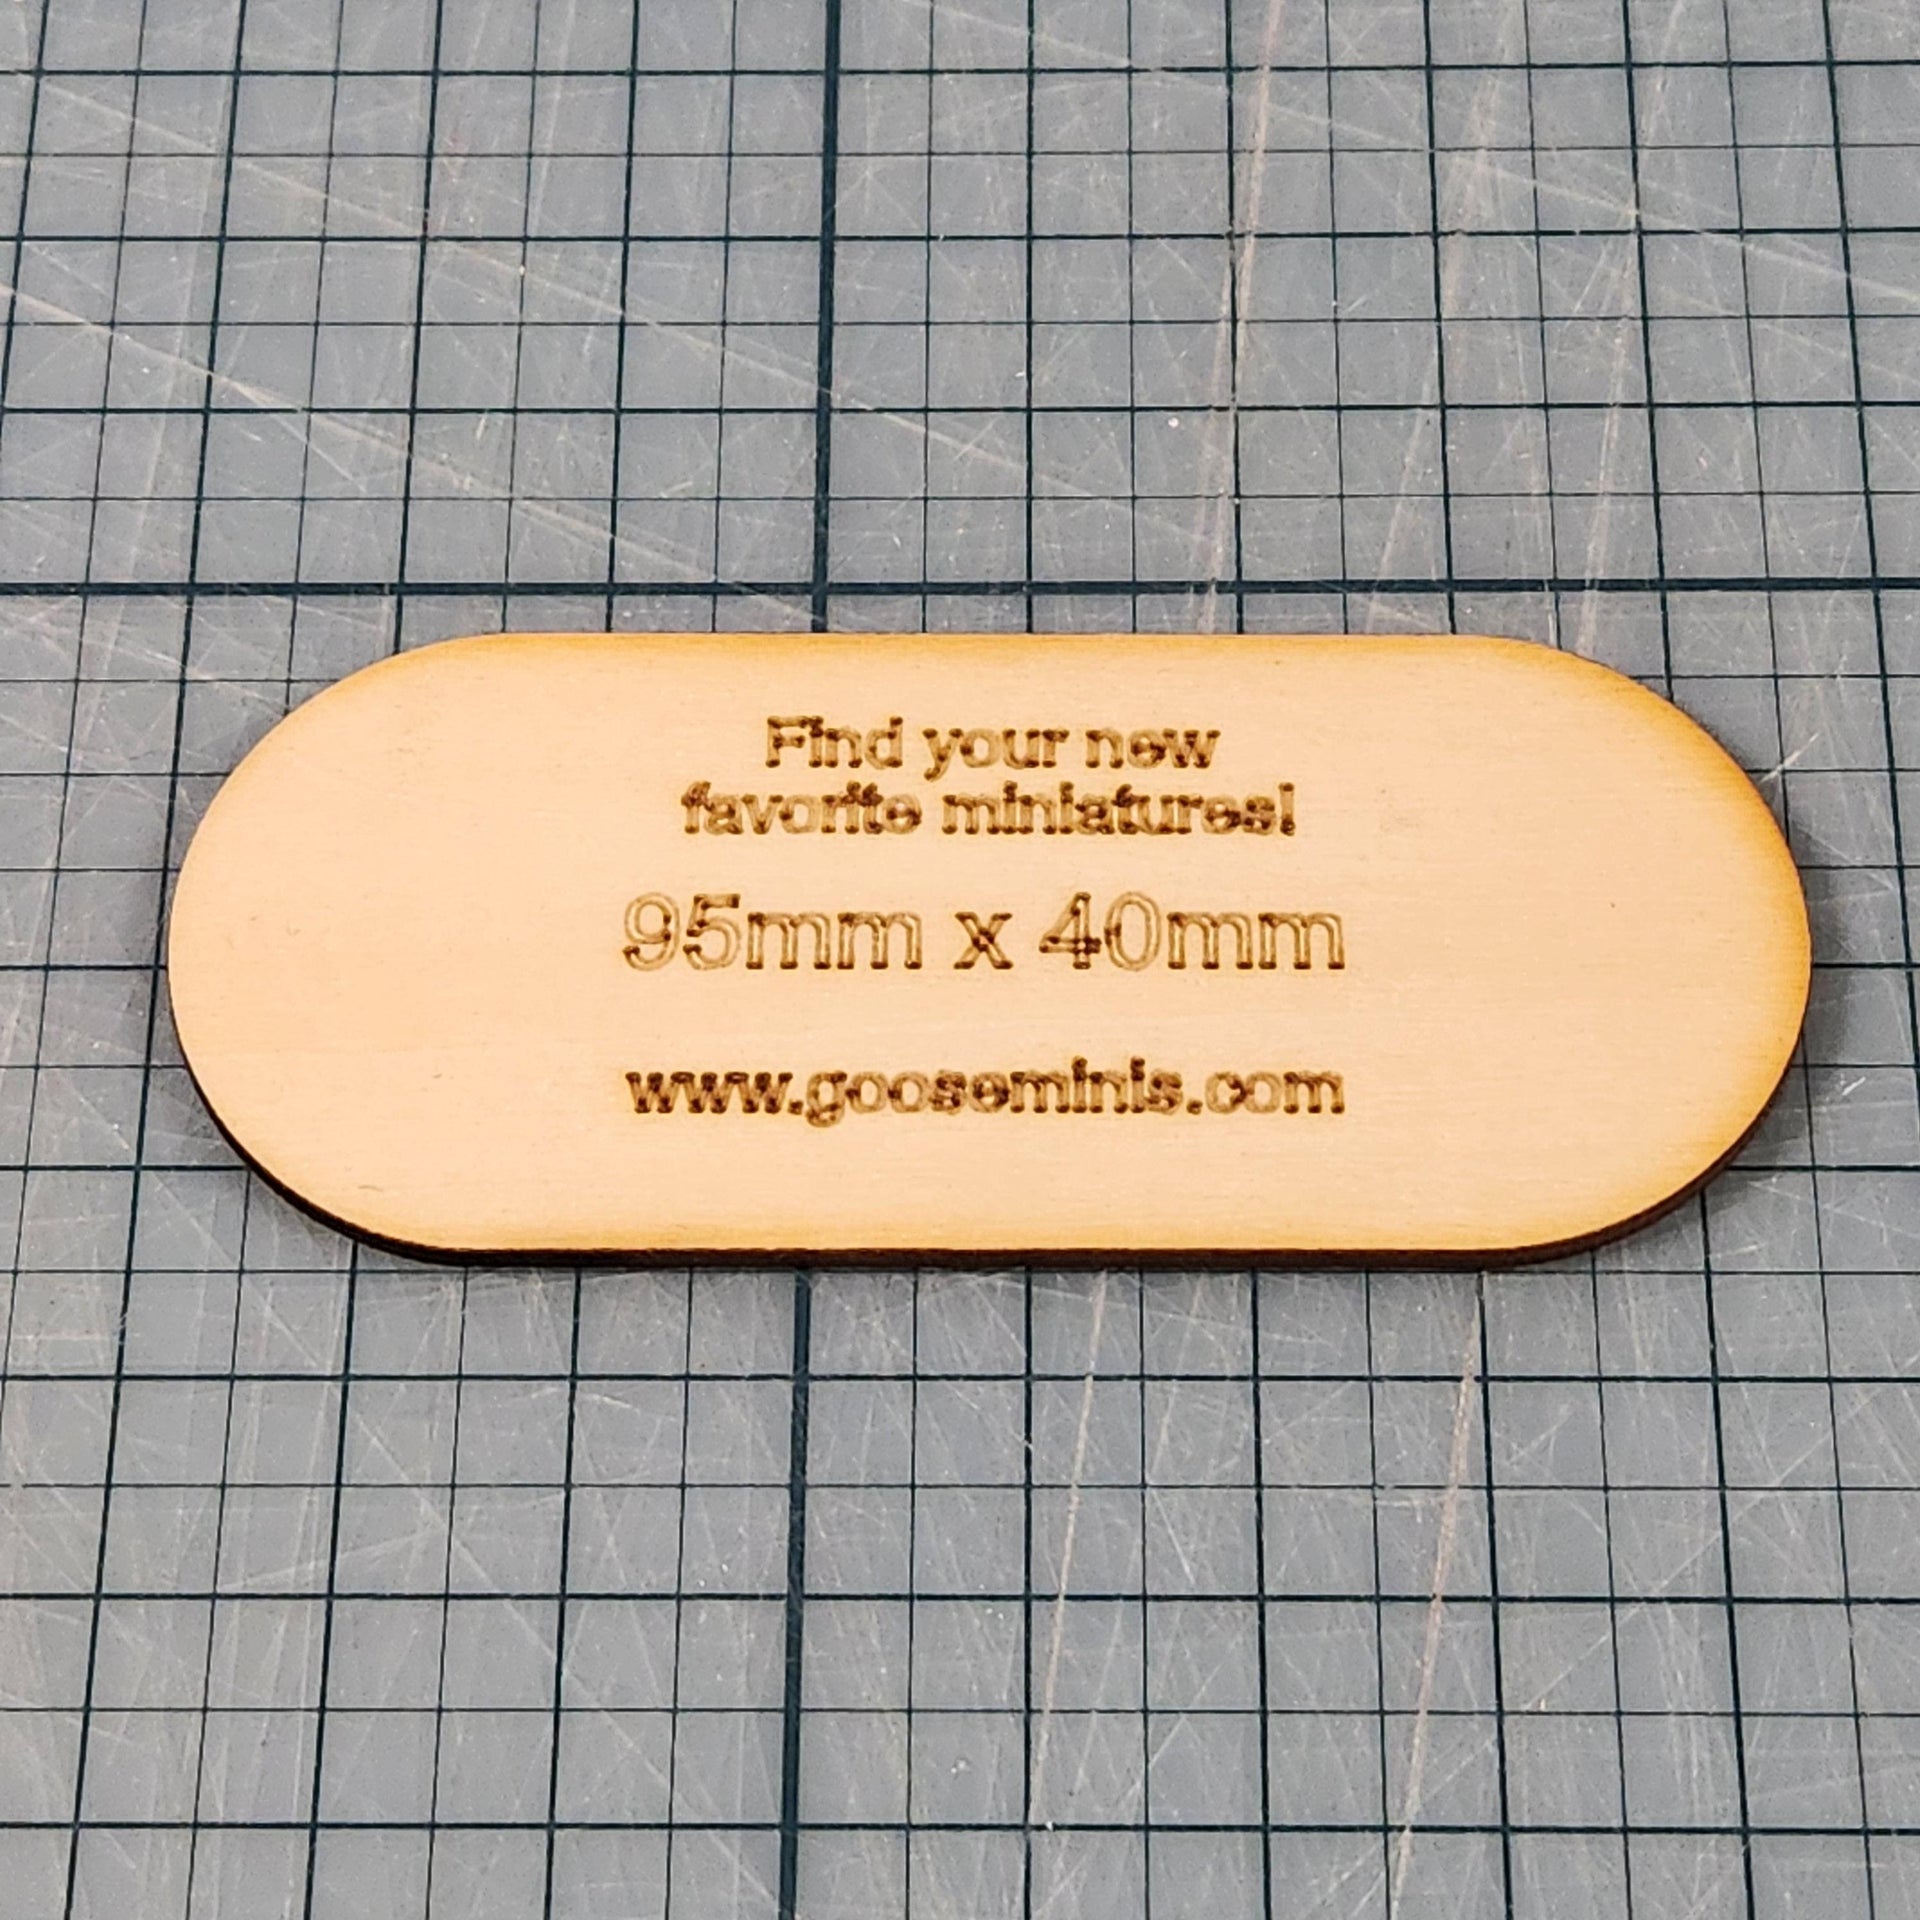 Find your new
favorite miniatures!
95mm x 40mm
www.gooseminis.com